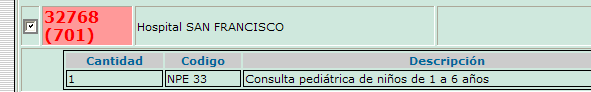 32768
(701)
Hospital SAN FRANCISCO
Cantidad Codigo Descripción
1 NPE 33 Consulta pediátrica de niños de 1 a 6 años